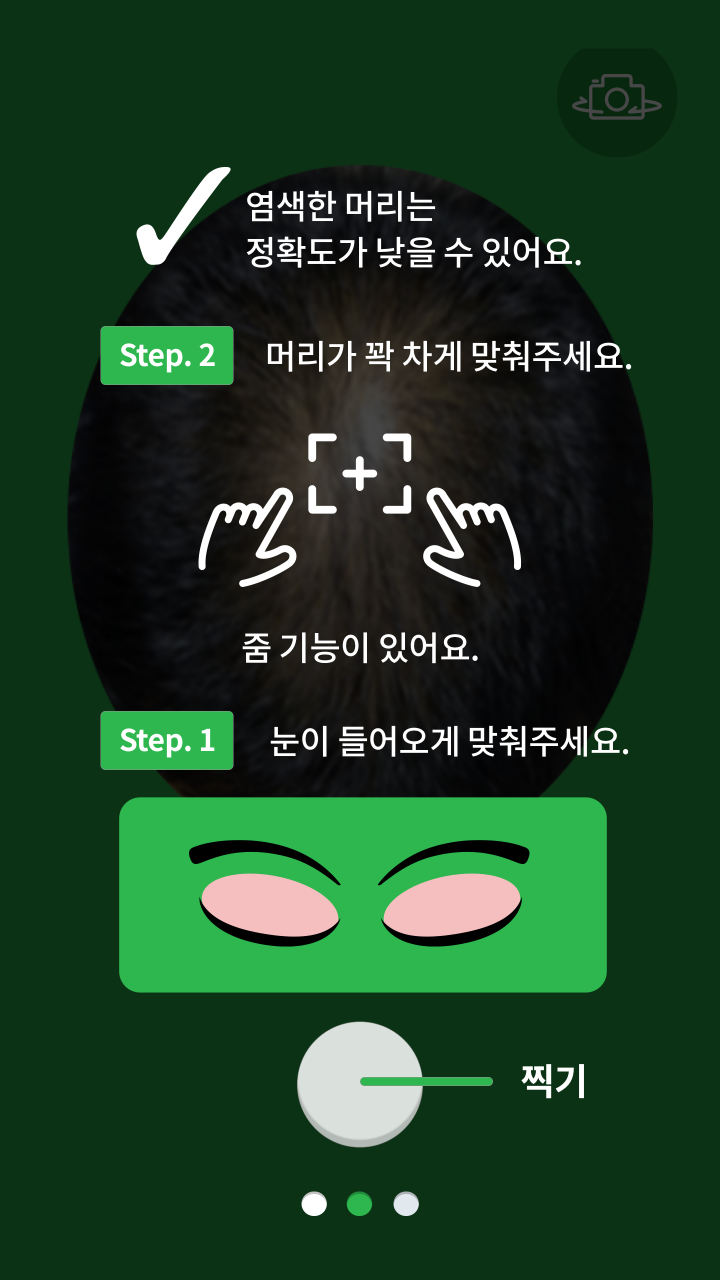 염색한 머리는
정확도가 낮을 수 있어요.
Step. 2
머리가 꽉 차게 맞춰주세요.
줌 기능이 있어요.
Step. 1
눈이 들어오게 맞춰주세요.
찍기